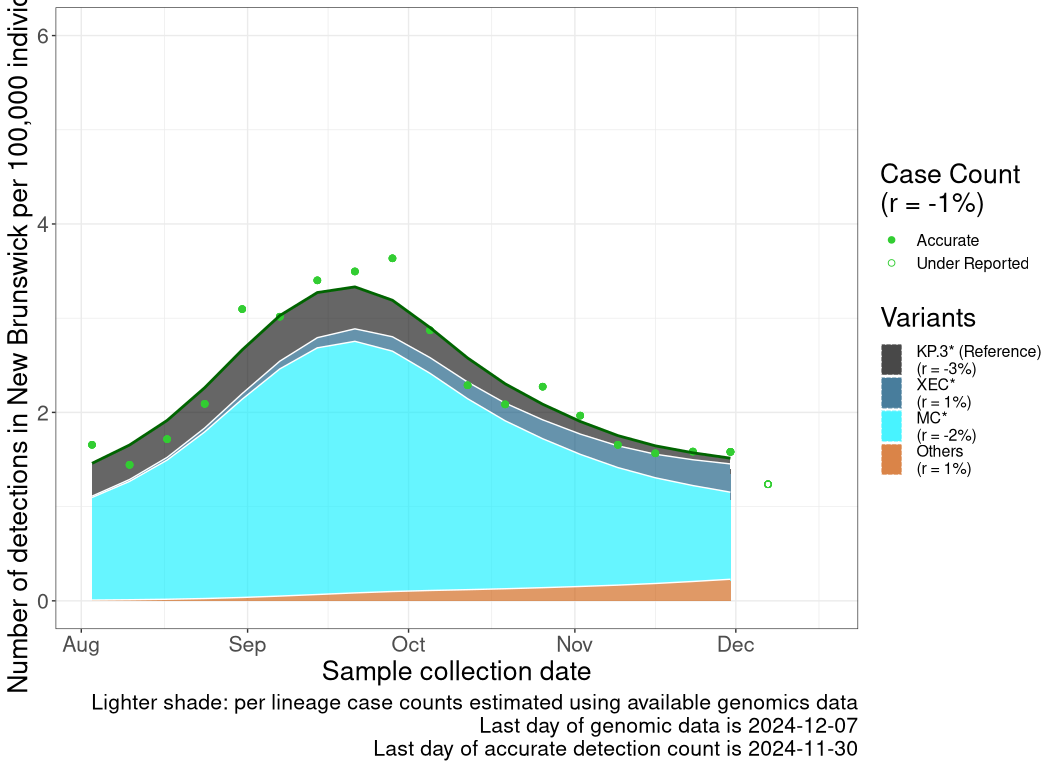 Number of detections in New Brunswick per 100,000
6
4
2
0
Aug
Sep
Oct
Nov
Dec
Sample collection date
Lighter shade: per lineage case counts estimated using available genomics data
Last day of genomic data is 2024-12-07
Last day of accurate detection count is 2024-11-30
Case Count
(r = -1%)
Accurate
Under Reported
Variants
KP.3* (Reference)
(r = -3%)
XEC*
(r = 1%)
MC*
(r = -2%)
Others
(r = 1%)